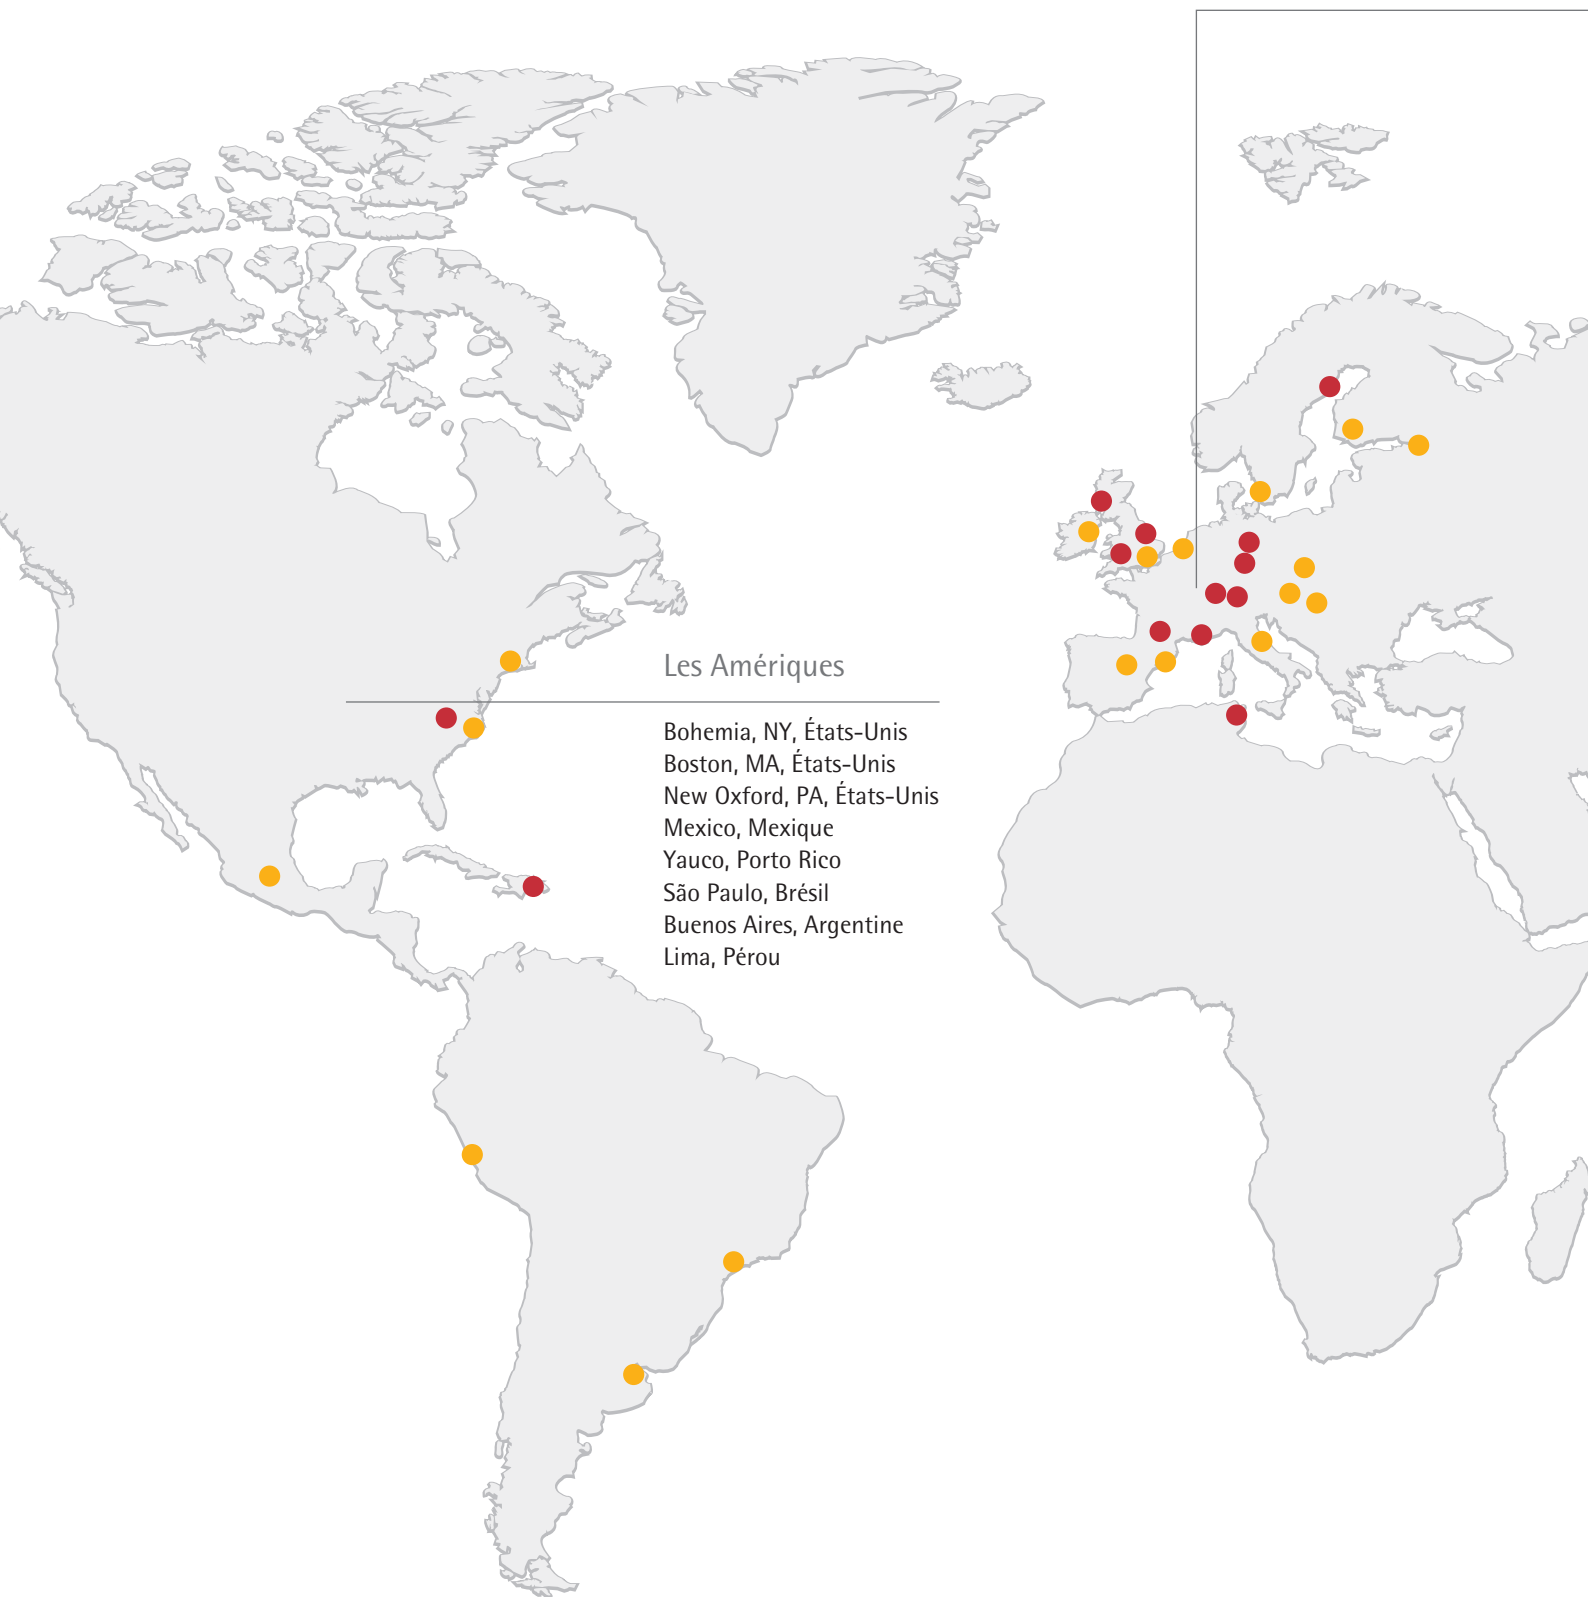 Les Amériques
Bohemia, NY, États-Unis
Boston, MA, États-Unis
New Oxford, PA, États-Unis
Mexico, Mexique
Yauco, Porto Rico
São Paulo, Brésil
Buenos Aires, Argentine
Lima, Pérou